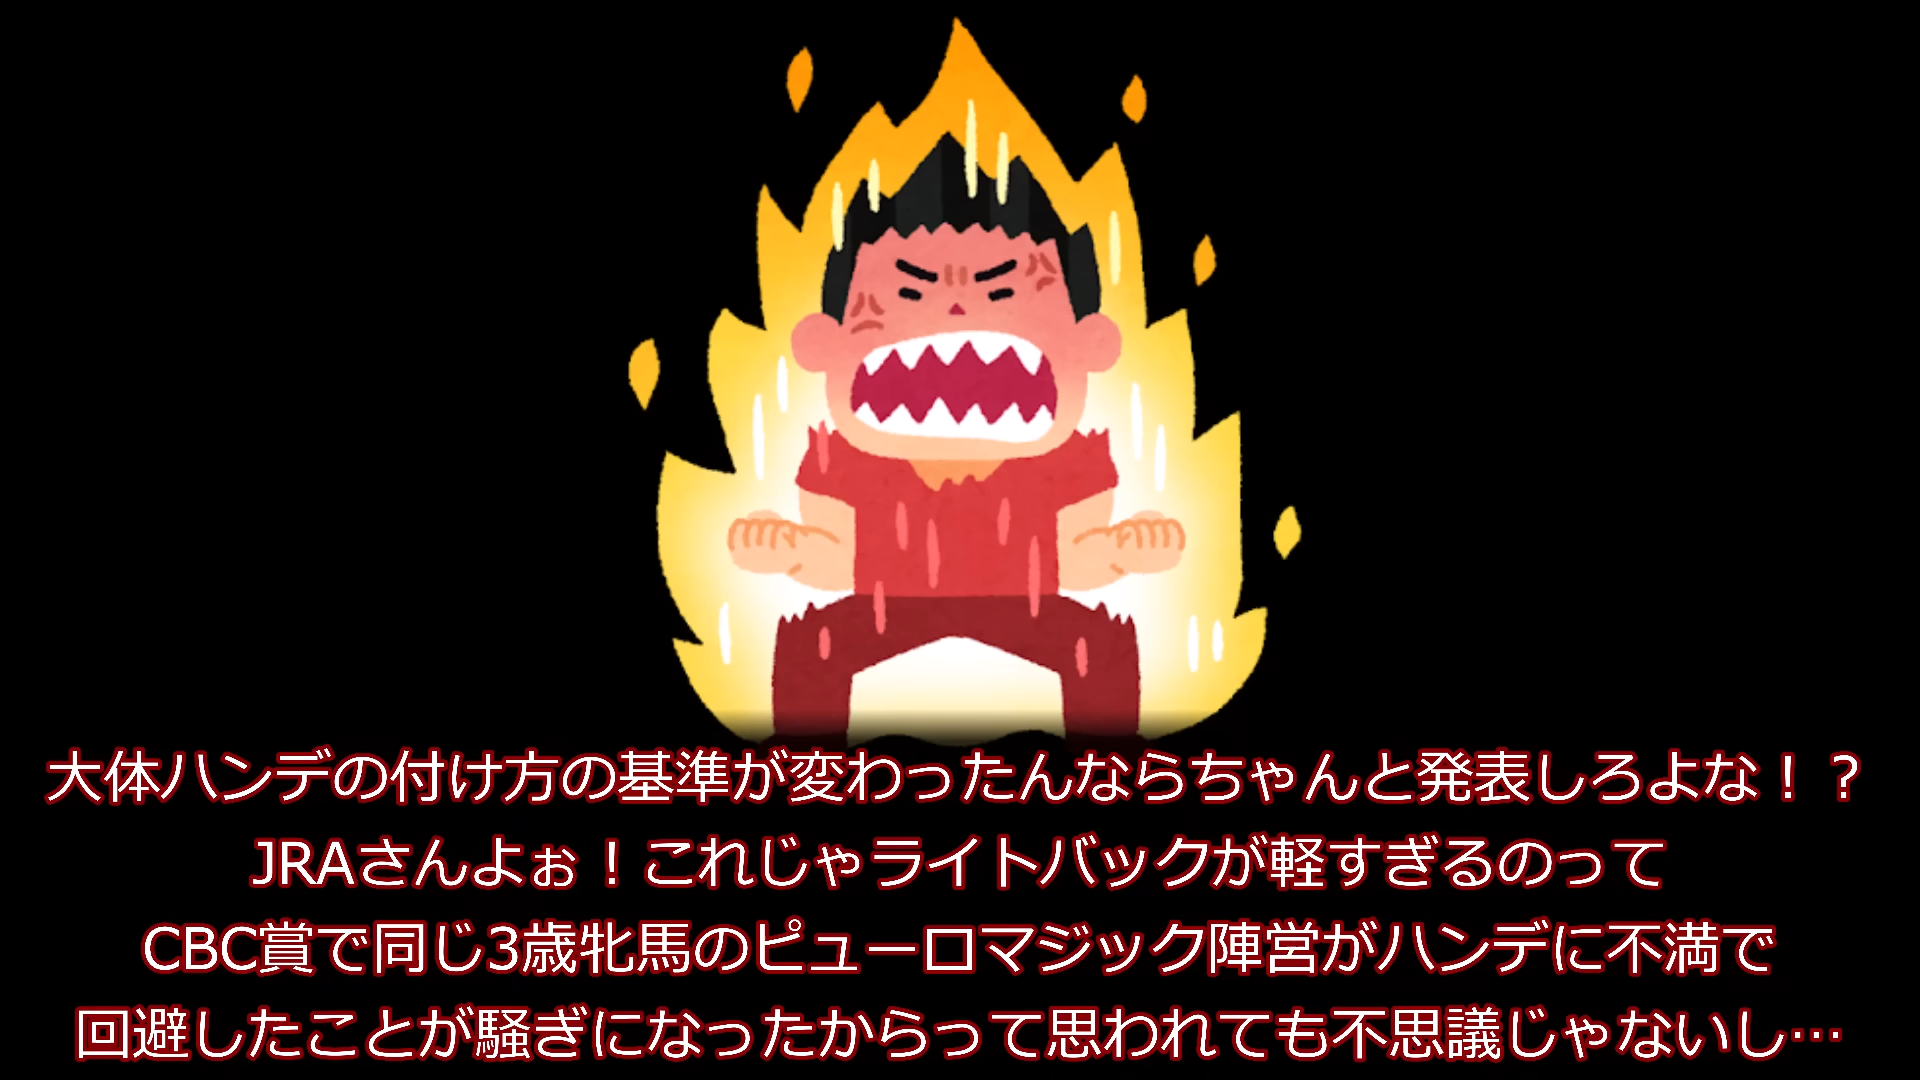 大体ハンデの付け方の基準が変わったんならちゃんと発表しろよな！？
JRAさんよぉ！これじゃライトバックが軽すぎるのって
CBC賞で同じ3歳牝馬のピューロマジック陣営がハンデに不満で
回避したことが騒ぎになったからって思われても不思議じゃないし…